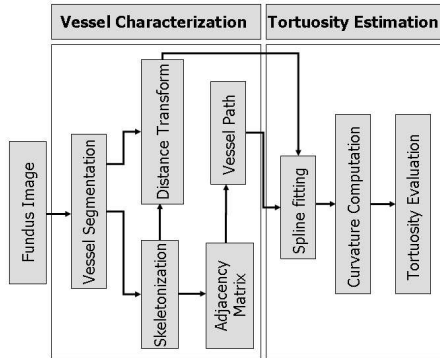 Vessel Characterization
Tortuosity Estimation
Fundus Image
Vessel Segmentation
Distance Transform
Skeletonization
Vessel Path
Adjacency
Matrix
Spline fitting
Curvature Computation
Tortuosity Evaluation